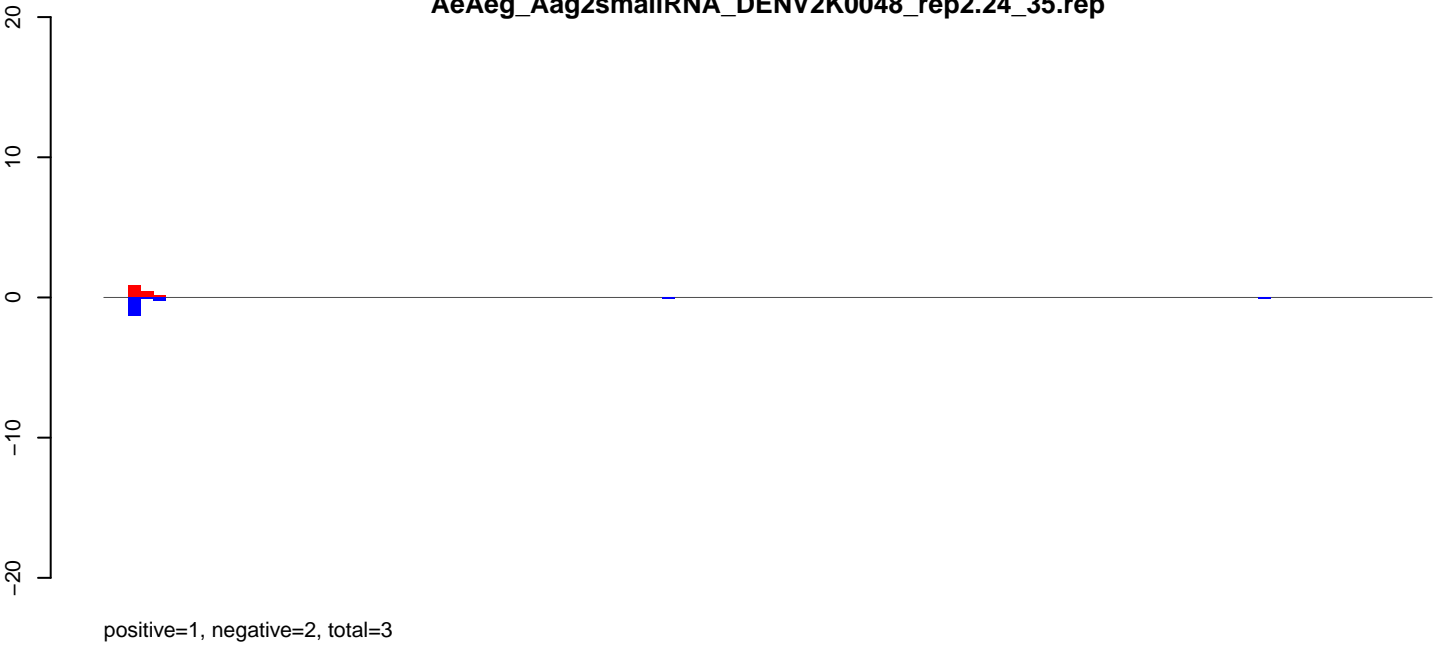 AeAeg_Aag2smallRNA_DENV2K0048_rep2.24_35.rep
20
10
0
−10
−20
positive=1, negative=2, total=3